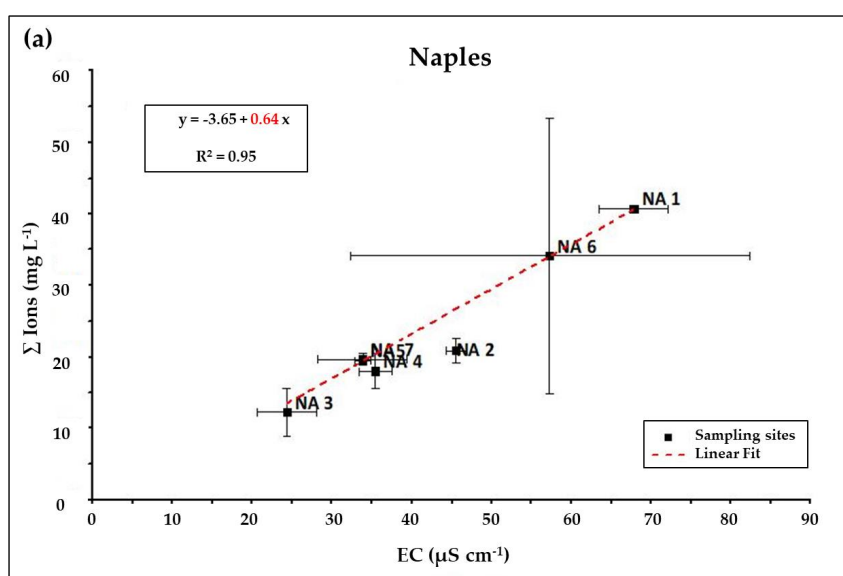 (a)
Naples
60
50
40
30
20
10
0
∑ Ions (mg L-1)
y = -3.65 + 0.64 x
R2 = 0.95
NA 1
NA 6
NA 2
NA57
NA 4
NA 3
Sampling sites
Linear Fit
0 10 20 30 40 50 60 70 80 90
EC (µS cm-1)